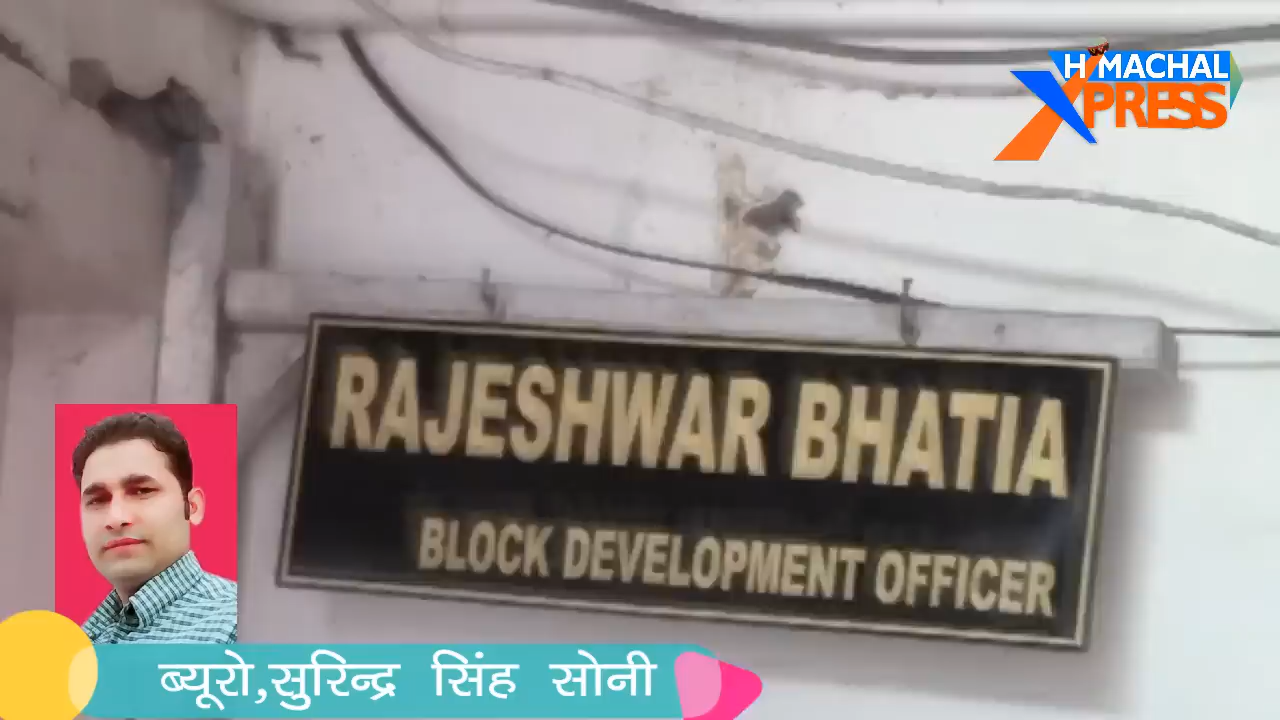 HIMACHAL
XPRESS
RAJESHWAR BHATIA
BLOCK DEVELOPMENT OFFICER
ब्यूरो,सुरिन्द्र सिंह सोनी